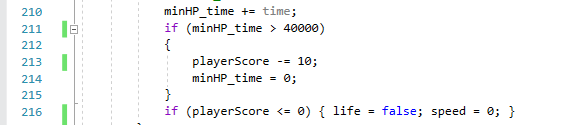 210 minHP_time += time;
211 if (minHP_time > 40000)
212 {
213 playerScore -= 10;
214 minHP_time = 0;
215 }
216 if (playerScore <= 0) { life = false; speed = 0; }